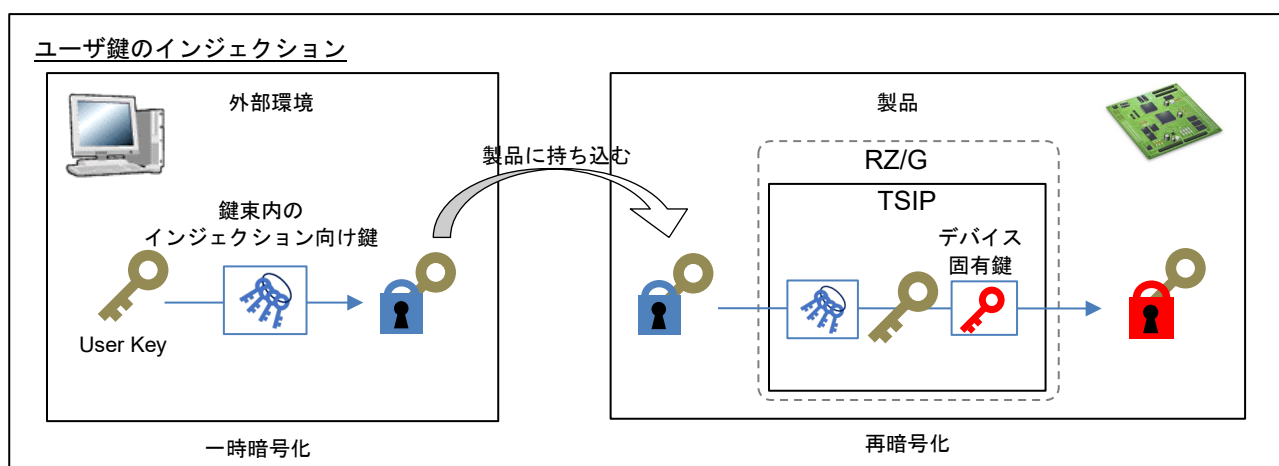 ユーザ鍵のインジェクション
外部環境
製品
製品に持ち込む
RZ/G
TSIP
鍵束内の
インジェクション向け鍵
デバイス
固有鍵
User Key
一時暗号化
再暗号化